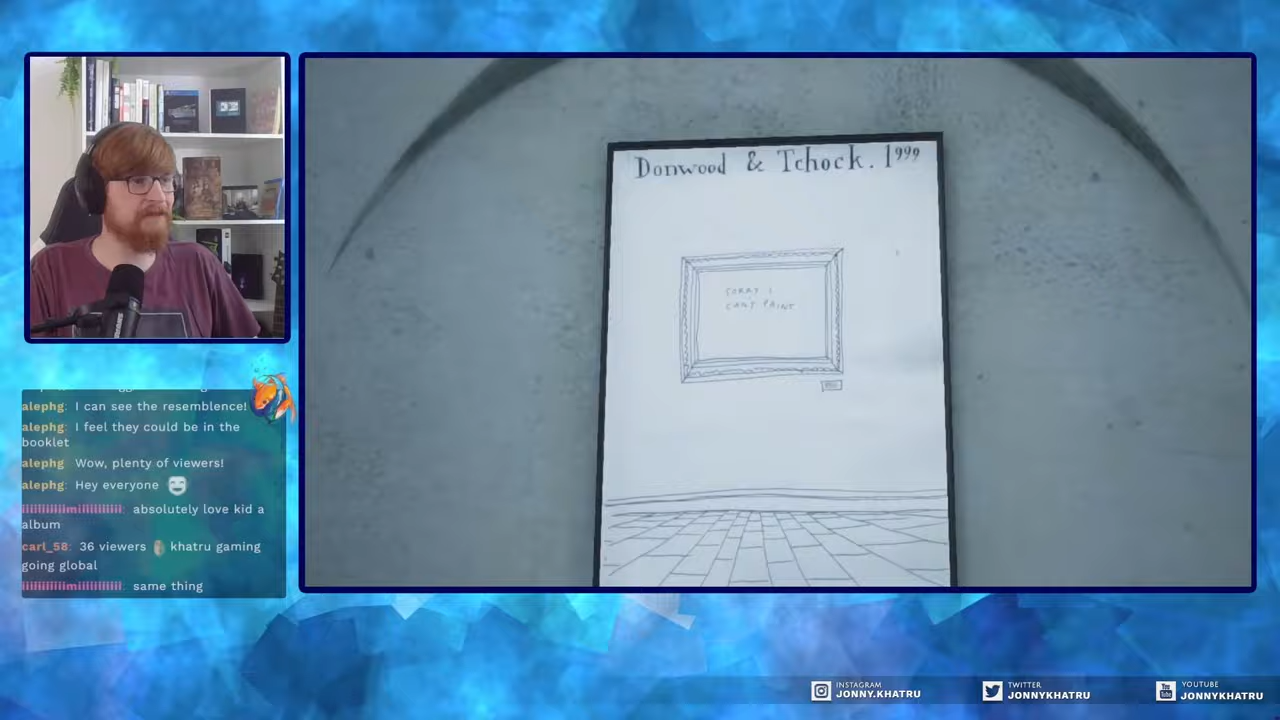 Donwood & Tchock. 1999
SORRY I
CANT PAINT
alephg: I can see the resemblence!
alephg: I feel they could be in the
booklet
alephg: Wow, plenty of viewers!
alephg: Hey everyone
absolutely love kid a
album
carl_58: 36 viewers khatru gaming
going global
same thing
INSTAGRAM
JONNY.KHATRU
TWITTER
JONNYKHATRU
YOUTUBE
JONNYKHATRU